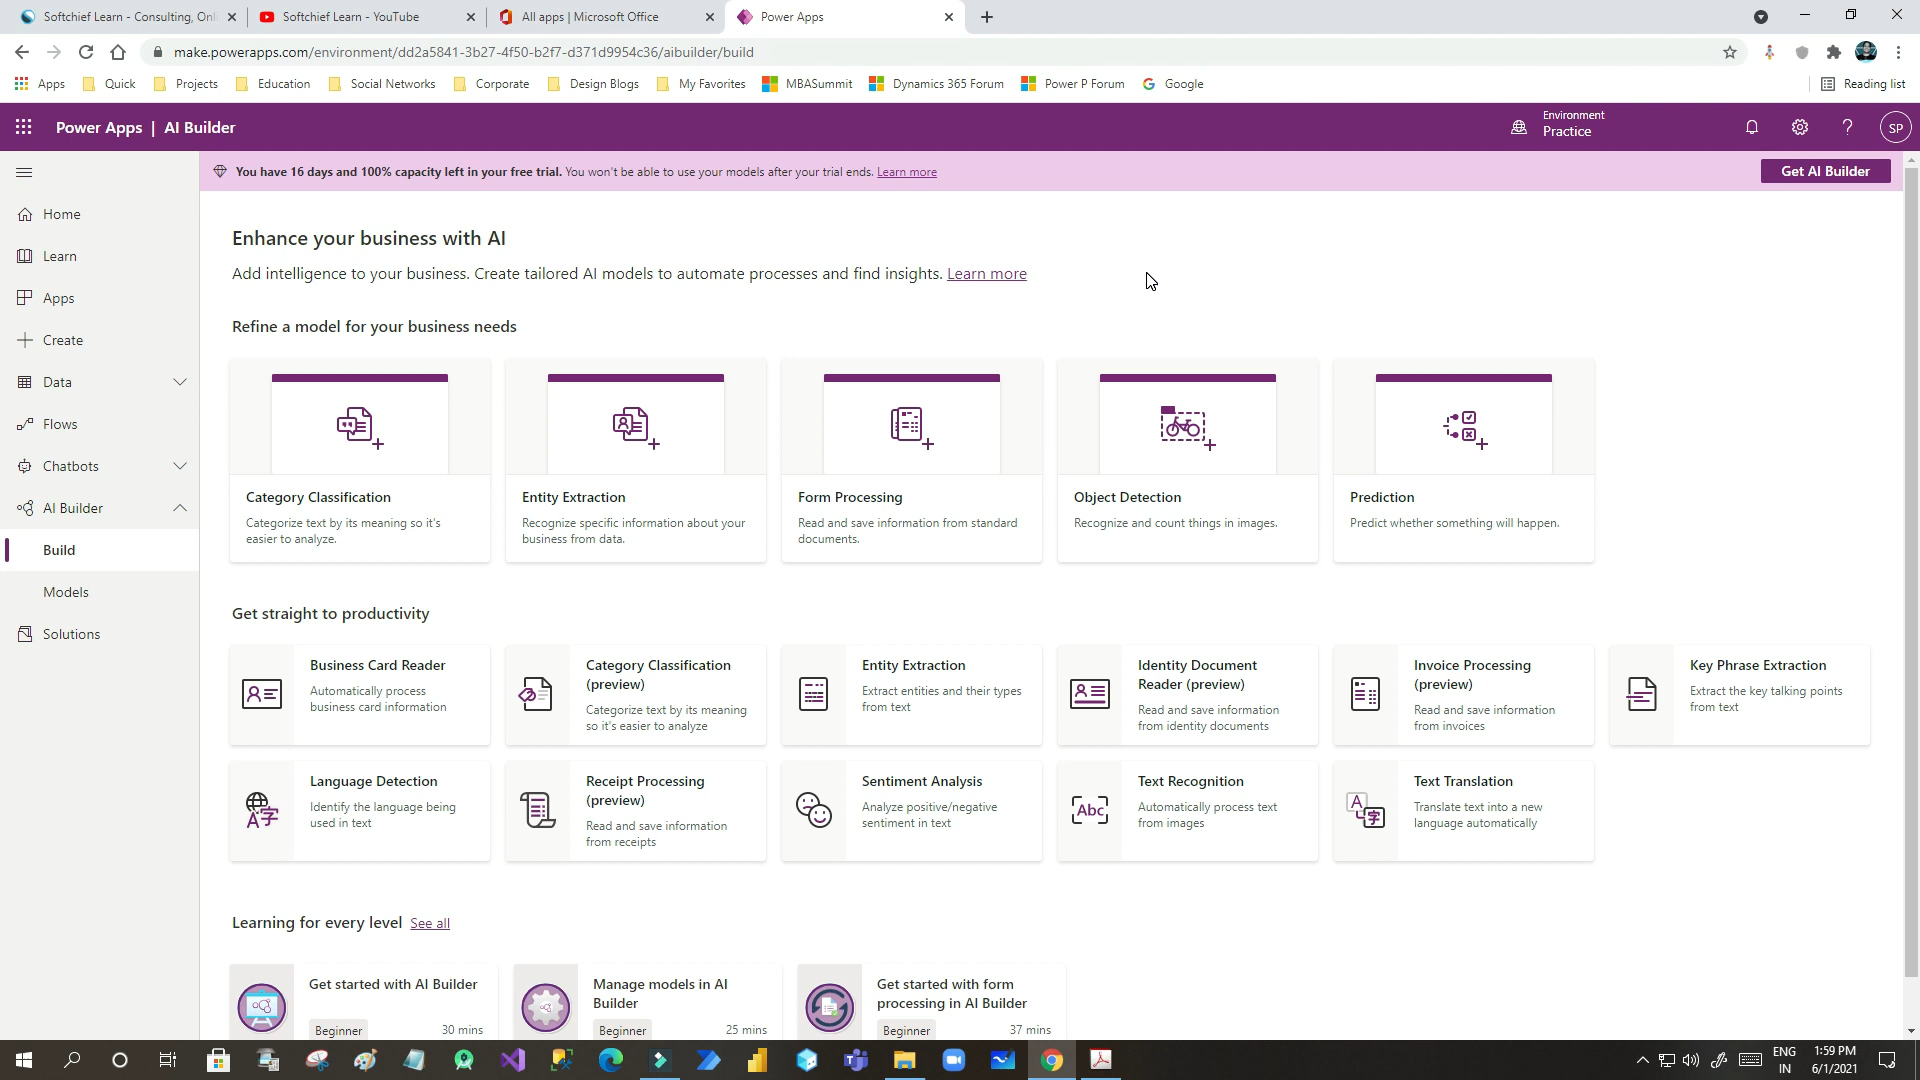 Softchief Learn - Consulting, Onli
Softchief Learn - YouTube
All apps | Microsoft Office
Power Apps
make.powerapps.com/environment/dd2a5841-3b27-4f50-b2f7-d371d9954c36/aibuilder/build
Apps
Quick
Projects
Education
Social Networks
Corporate
Design Blogs
My Favorites
MBASummit
Dynamics 365 Forum
Power P Forum
Google
Reading list
Power Apps | AI Builder
Environment
Practice
SP
You have 16 days and 100% capacity left in your free trial. You won't be able to use your models after your trial ends. Learn more
Get AI Builder
Home
Learn
Apps
Create
Data
Flows
Chatbots
AI Builder
Build
Models
Solutions
Enhance your business with AI
Add intelligence to your business. Create tailored AI models to automate processes and find insights. Learn more
Refine a model for your business needs
Category Classification
Categorize text by its meaning so it's
easier to analyze.
Entity Extraction
Recognize specific information about your
business from data.
Form Processing
Read and save information from standard
documents.
Object Detection
Recognize and count things in images.
Prediction
Predict whether something will happen.
Get straight to productivity
Business Card Reader
Automatically process
business card information
Category Classification
(preview)
Categorize text by its meaning
so it's easier to analyze
Entity Extraction
Extract entities and their types
from text
Identity Document
Reader (preview)
Read and save information
from identity documents
Invoice Processing
(preview)
Read and save information
from invoices
Key Phrase Extraction
Extract the key talking points
from text
Language Detection
Identify the language being
used in text
Receipt Processing
(preview)
Read and save information
from receipts
Sentiment Analysis
Analyze positive/negative
sentiment in text
Abc
Text Recognition
Automatically process text
from images
Text Translation
Translate text into a new
language automatically
Learning for every level See all
Get started with AI Builder
Beginner
30 mins
Manage models in AI
Builder
Beginner
25 mins
Get started with form
processing in AI Builder
Beginner
37 mins
ENG
IN
1:59 PM
6/1/2021